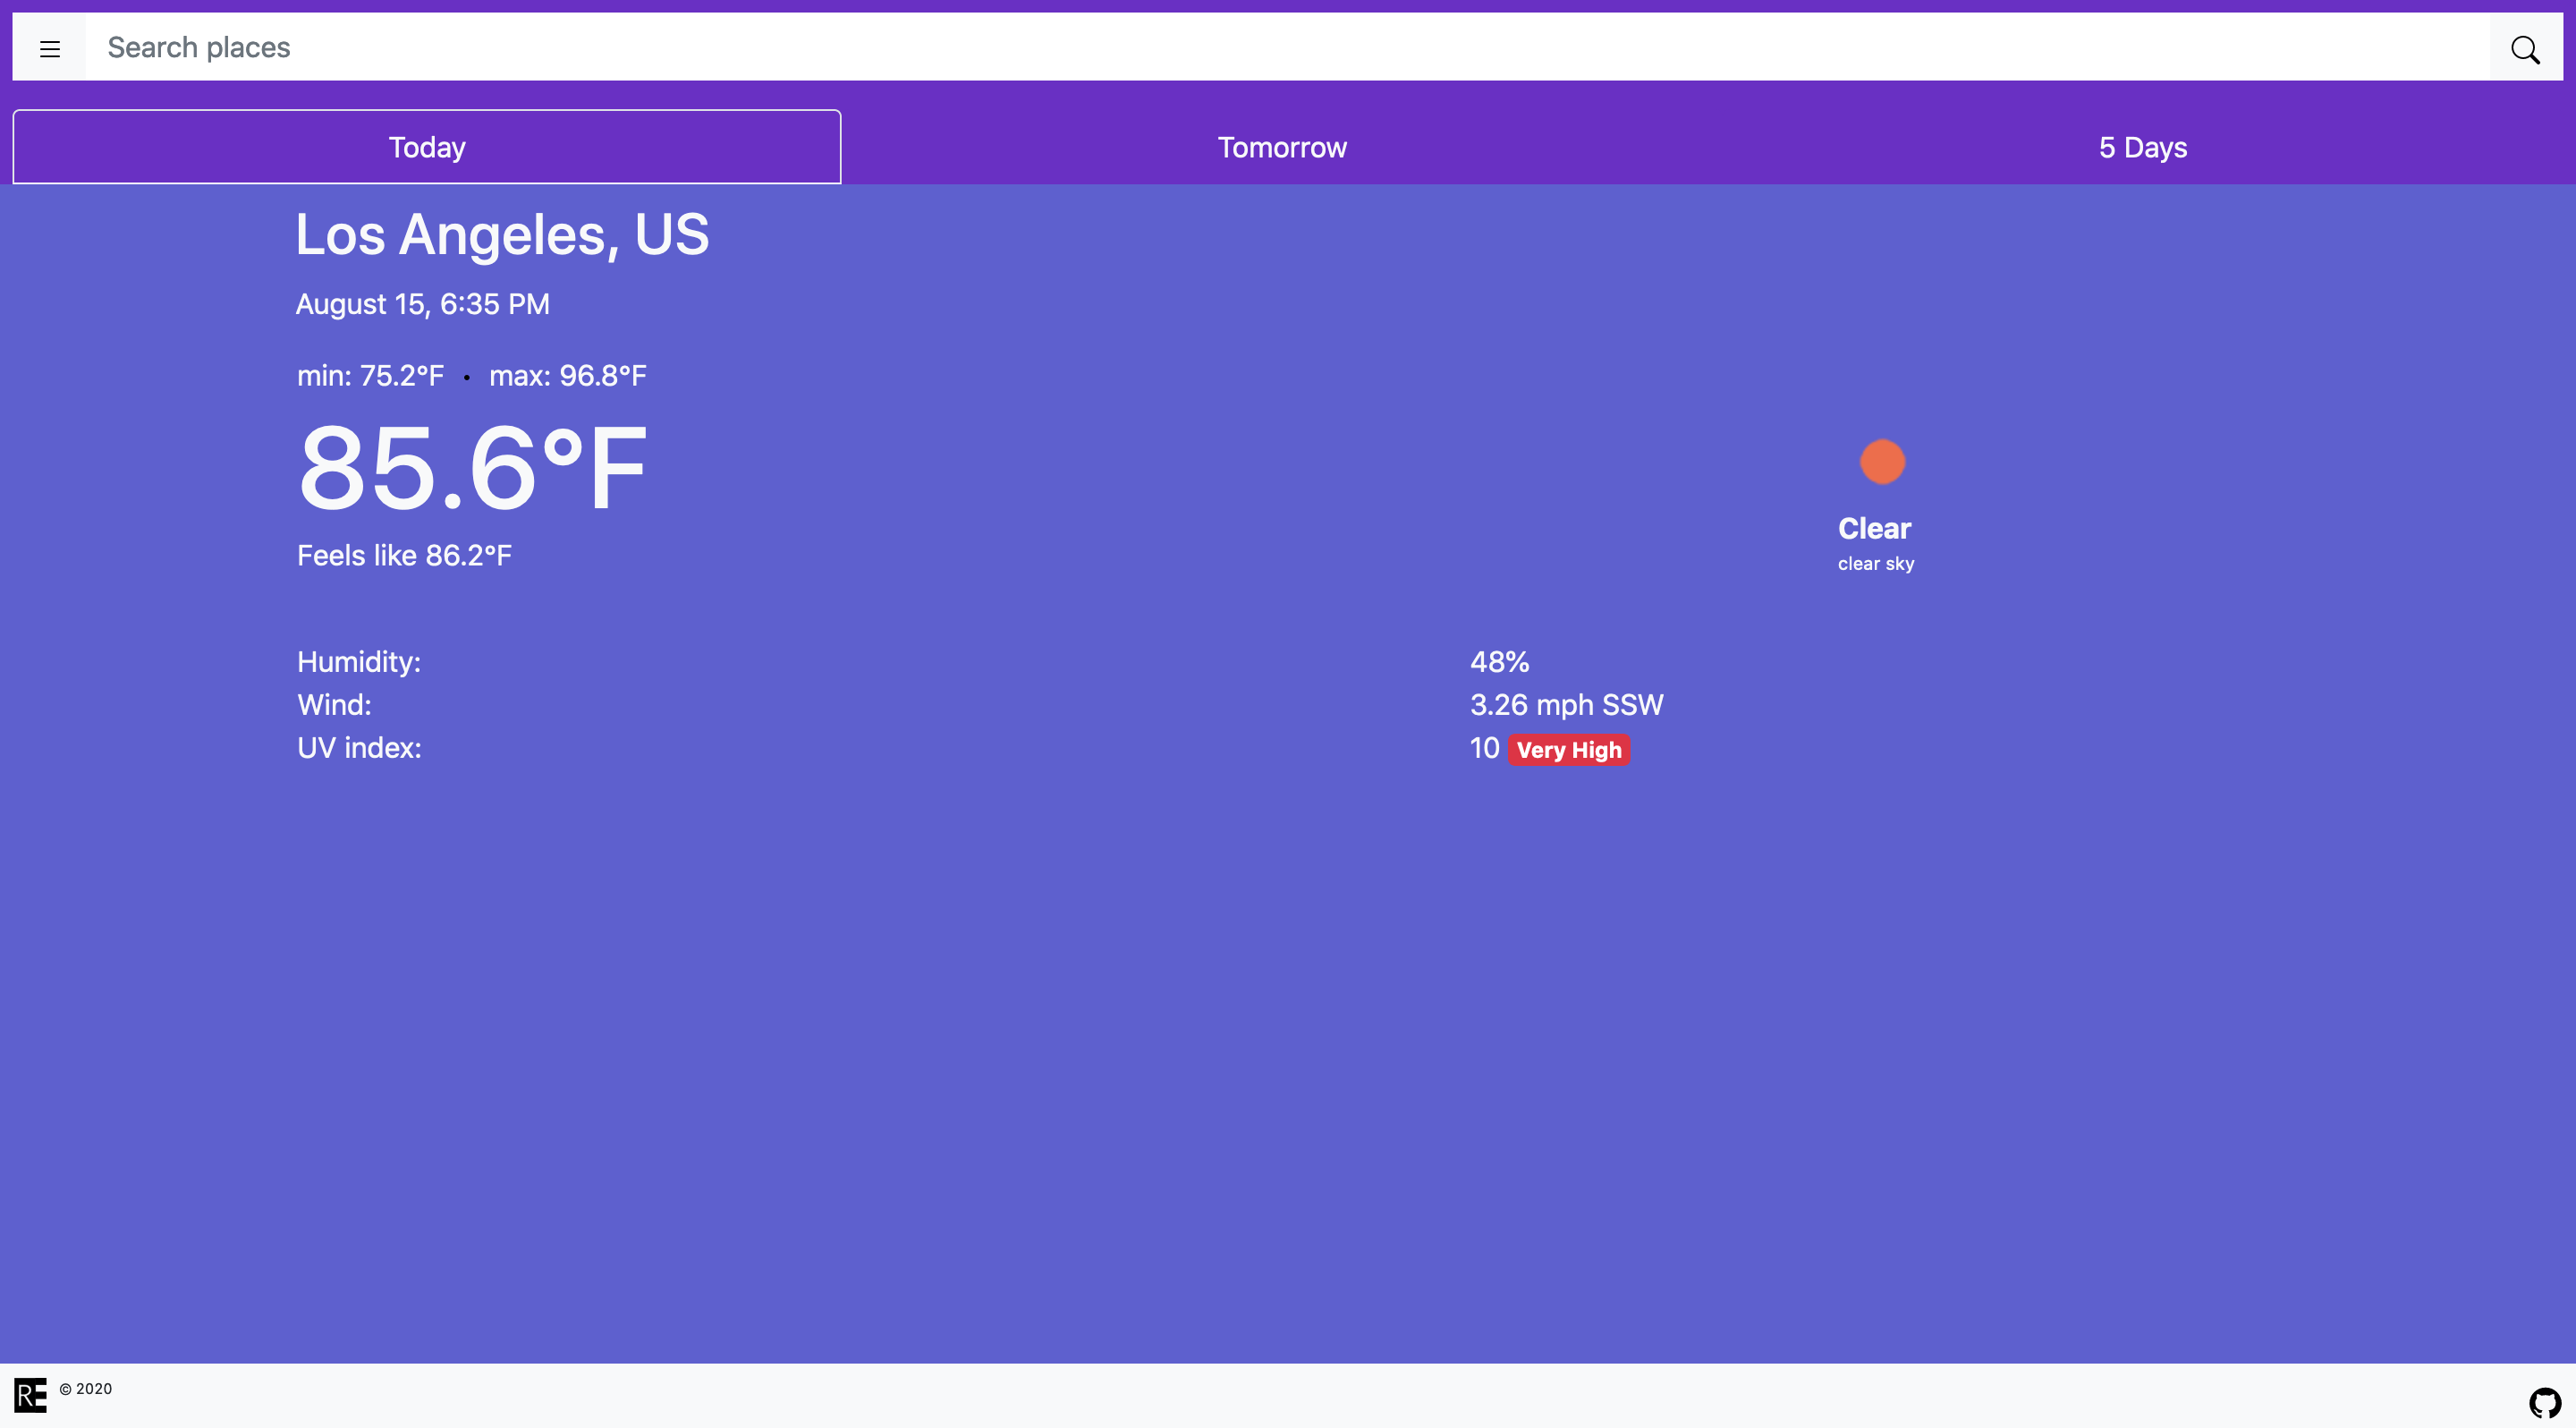 Search places
Today
Tomorrow
5 Days
Los Angeles, US
August 15, 6:35 PM
min: 75.2°F • max: 96.8°F
85.6°F
Feels like 86.2°F
Clear
clear sky
Humidity: 48%
Wind: 3.26 mph SSW
UV index: 10 Very High
RE © 2020